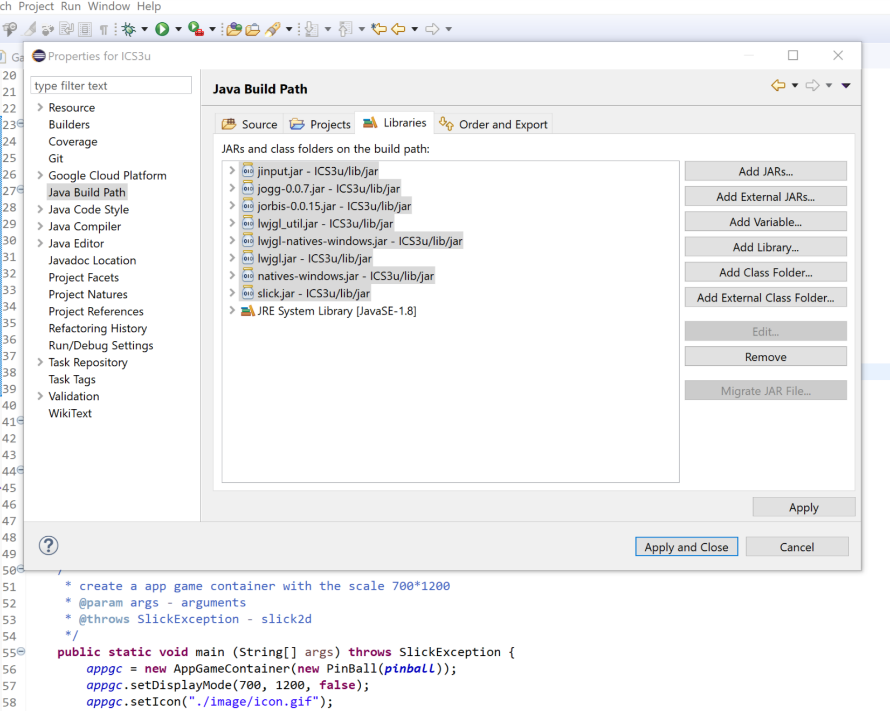 ch Project Run Window Help
Ga
Properties for ICS3u
type filter text
Resource
Builders
Coverage
Git
Google Cloud Platform
Java Build Path
Java Code Style
Java Compiler
Java Editor
Javadoc Location
Project Facets
Project Natures
Project References
Refactoring History
Run/Debug Settings
Task Repository
Task Tags
Validation
WikiText
Java Build Path
Source Projects Libraries Order and Export
JARs and class folders on the build path:
jinput.jar - ICS3u/lib/jar
jogg-0.0.7.jar - ICS3u/lib/jar
jorbis-0.0.15.jar - ICS3u/lib/jar
lwjgl_util.jar - ICS3u/lib/jar
lwjgl-natives-windows.jar - ICS3u/lib/jar
lwjgl.jar - ICS3u/lib/jar
natives-windows.jar - ICS3u/lib/jar
slick.jar - ICS3u/lib/jar
JRE System Library [JavaSE-1.8]
Add JARs...
Add External JARs...
Add Variable...
Add Library...
Add Class Folder...
Add External Class Folder...
Edit...
Remove
Migrate JAR File...
Apply
Apply and Close Cancel
20
21
22
23
24
25
26
27
28
29
30
31
32
33
34
35
36
37
38
39
40
41
42
43
44
45
46
47
48
49
50
51 * create a app game container with the scale 700*1200
52 * @param args - arguments
53 * @throws SlickException - slick2d
54 */
55 public static void main (String[] args) throws SlickException {
56 appgc = new AppGameContainer(new PinBall(pinball));
57 appgc.setDisplayMode(700, 1200, false);
58 appgc.setIcon("./image/icon.gif");